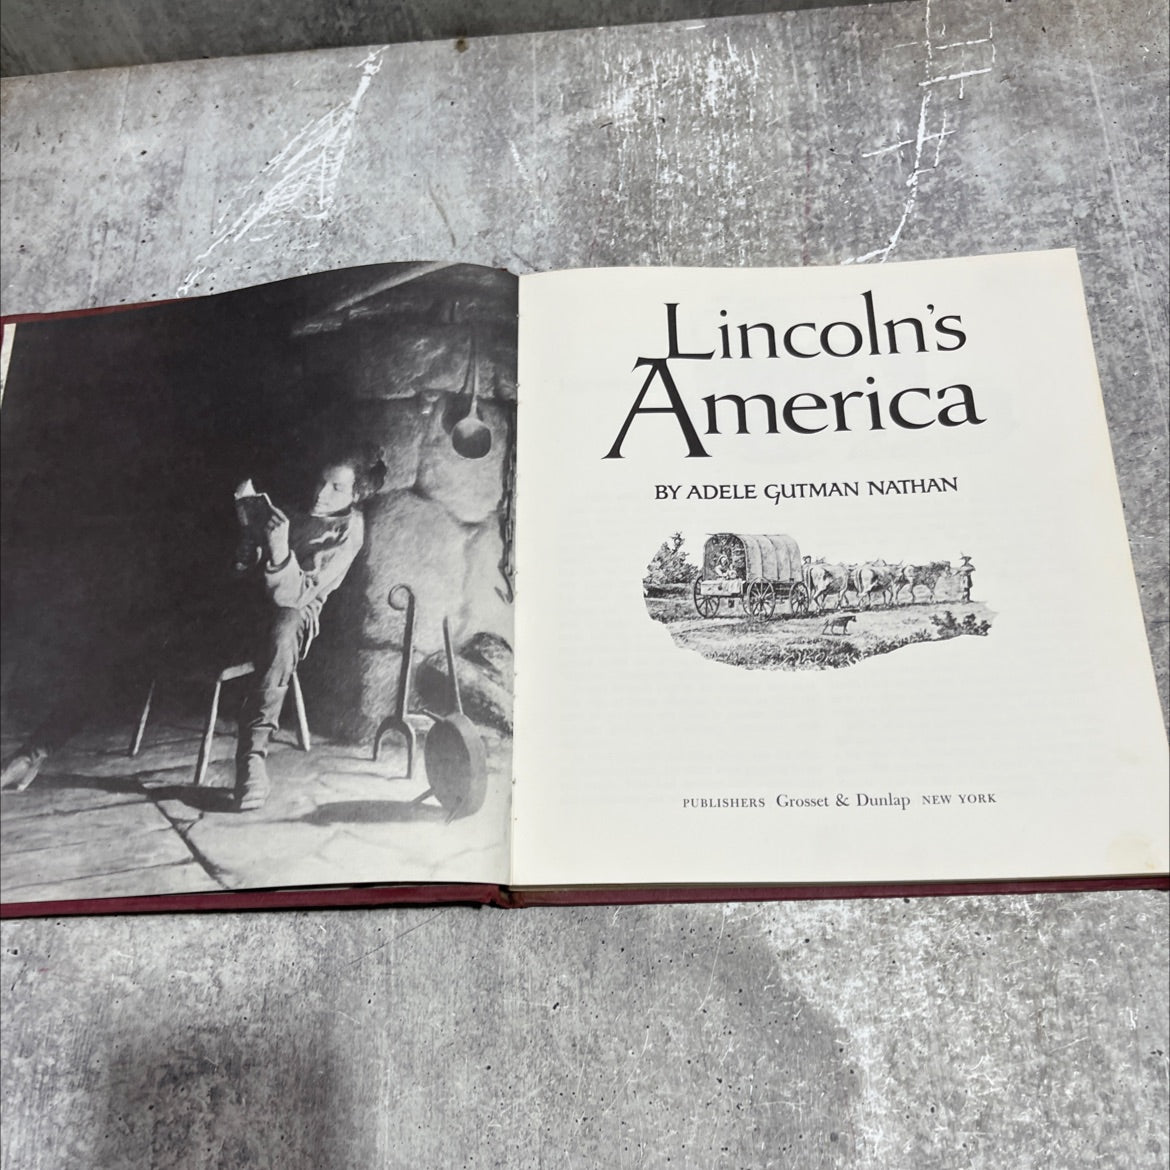 Lincoln's
America
BY ADELE GUTMAN NATHAN
PUBLISHERS Grosset & Dunlap NEW YORK